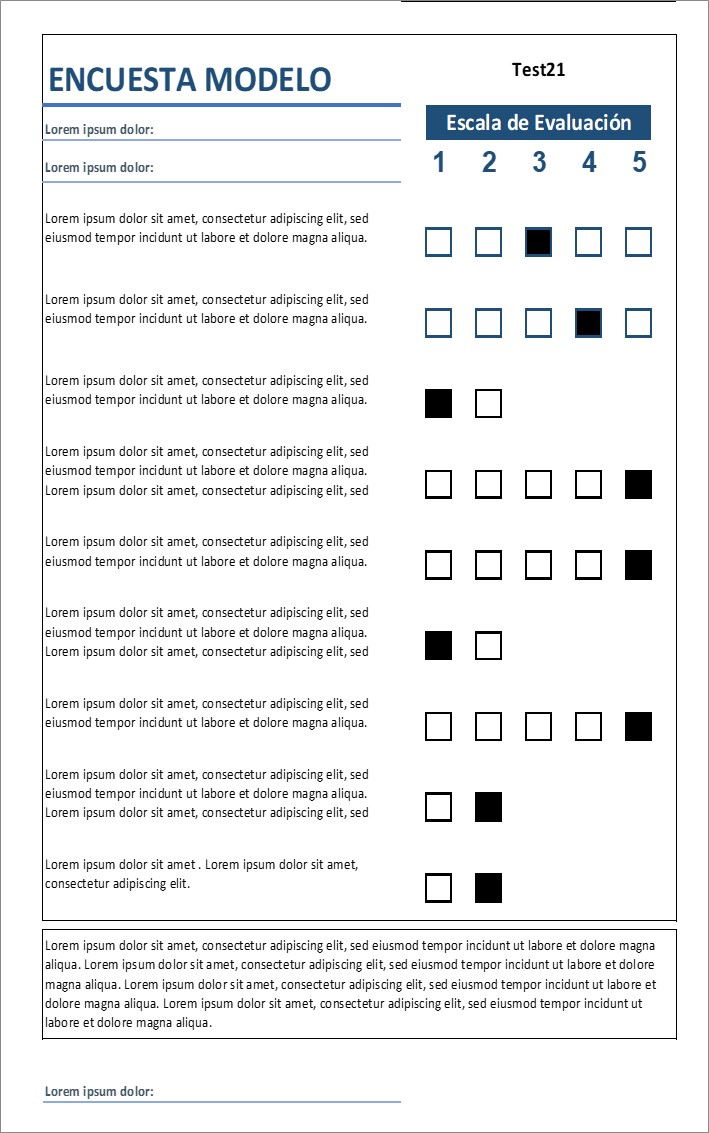 ENCUESTA MODELO
Test21
Lorem ipsum dolor:
Escala de Evaluación
Lorem ipsum dolor:
1 2 3 4 5
Lorem ipsum dolor sit amet, consectetur adipiscing elit, sed
eiusmod tempor incidunt ut labore et dolore magna aliqua.
Lorem ipsum dolor sit amet, consectetur adipiscing elit, sed
eiusmod tempor incidunt ut labore et dolore magna aliqua.
Lorem ipsum dolor sit amet, consectetur adipiscing elit, sed
eiusmod tempor incidunt ut labore et dolore magna aliqua.
Lorem ipsum dolor sit amet, consectetur adipiscing elit, sed
eiusmod tempor incidunt ut labore et dolore magna aliqua.
Lorem ipsum dolor sit amet, consectetur adipiscing elit, sed
Lorem ipsum dolor sit amet, consectetur adipiscing elit, sed
eiusmod tempor incidunt ut labore et dolore magna aliqua.
Lorem ipsum dolor sit amet, consectetur adipiscing elit, sed
eiusmod tempor incidunt ut labore et dolore magna aliqua.
Lorem ipsum dolor sit amet, consectetur adipiscing elit, sed
Lorem ipsum dolor sit amet, consectetur adipiscing elit, sed
eiusmod tempor incidunt ut labore et dolore magna aliqua.
Lorem ipsum dolor sit amet, consectetur adipiscing elit, sed
eiusmod tempor incidunt ut labore et dolore magna aliqua.
Lorem ipsum dolor sit amet, consectetur adipiscing elit, sed
Lorem ipsum dolor sit amet . Lorem ipsum dolor sit amet,
consectetur adipiscing elit.
Lorem ipsum dolor sit amet, consectetur adipiscing elit, sed eiusmod tempor incidunt ut labore et dolore magna
aliqua. Lorem ipsum dolor sit amet, consectetur adipiscing elit, sed eiusmod tempor incidunt ut labore et dolore
magna aliqua. Lorem ipsum dolor sit amet, consectetur adipiscing elit, sed eiusmod tempor incidunt ut labore et
dolore magna aliqua. Lorem ipsum dolor sit amet, consectetur adipiscing elit, sed eiusmod tempor incidunt ut
labore et dolore magna aliqua.
Lorem ipsum dolor: